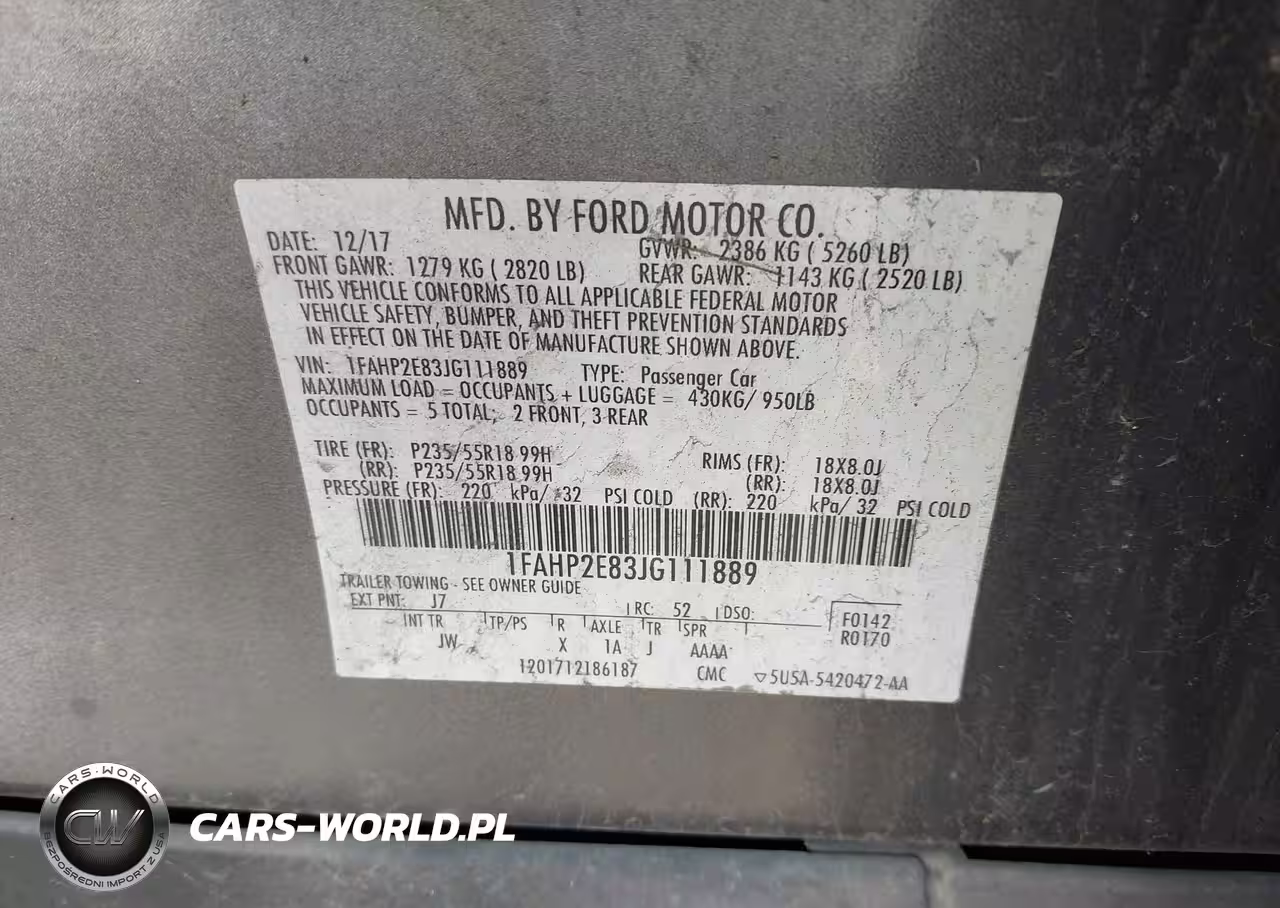 MFD. BY FORD MOTOR CO.
DATE: 12/17 GVWR: 2386 KG ( 5260 LB)
FRONT GAWR: 1279 KG ( 2820 LB) REAR GAWR: 1143 KG ( 2520 LB)
THIS VEHICLE CONFORMS TO ALL APPLICABLE FEDERAL MOTOR
VEHICLE SAFETY, BUMPER, AND THEFT PREVENTION STANDARDS
IN EFFECT ON THE DATE OF MANUFACTURE SHOWN ABOVE.
VIN: 1FAHP2E83JG111889 TYPE: Passenger Car
MAXIMUM LOAD = OCCUPANTS + LUGGAGE = 430KG/ 950LB
OCCUPANTS = 5 TOTAL; 2 FRONT, 3 REAR
TIRE (FR): P235/55R18 99H RIMS (FR): 18X8.0J
(RR): P235/55R18 99H (RR): 18X8.0J
PRESSURE (FR): 220 kPa/ 32 PSI COLD (RR): 220 kPa/ 32 PSI COLD
1FAHP2E83JG111889
TRAILER TOWING - SEE OWNER GUIDE
EXT PNT: J7 RC: 52 DSO: F0142
INT TR TP/PS R AXLE TR SPR R0170
JW X 1A J AAAA
1201712186187 CMC ▽5U5A-5420472-AA
CARS-WORLD
CW
BEZPOŚREDNI IMPORT Z USA
CARS-WORLD.PL